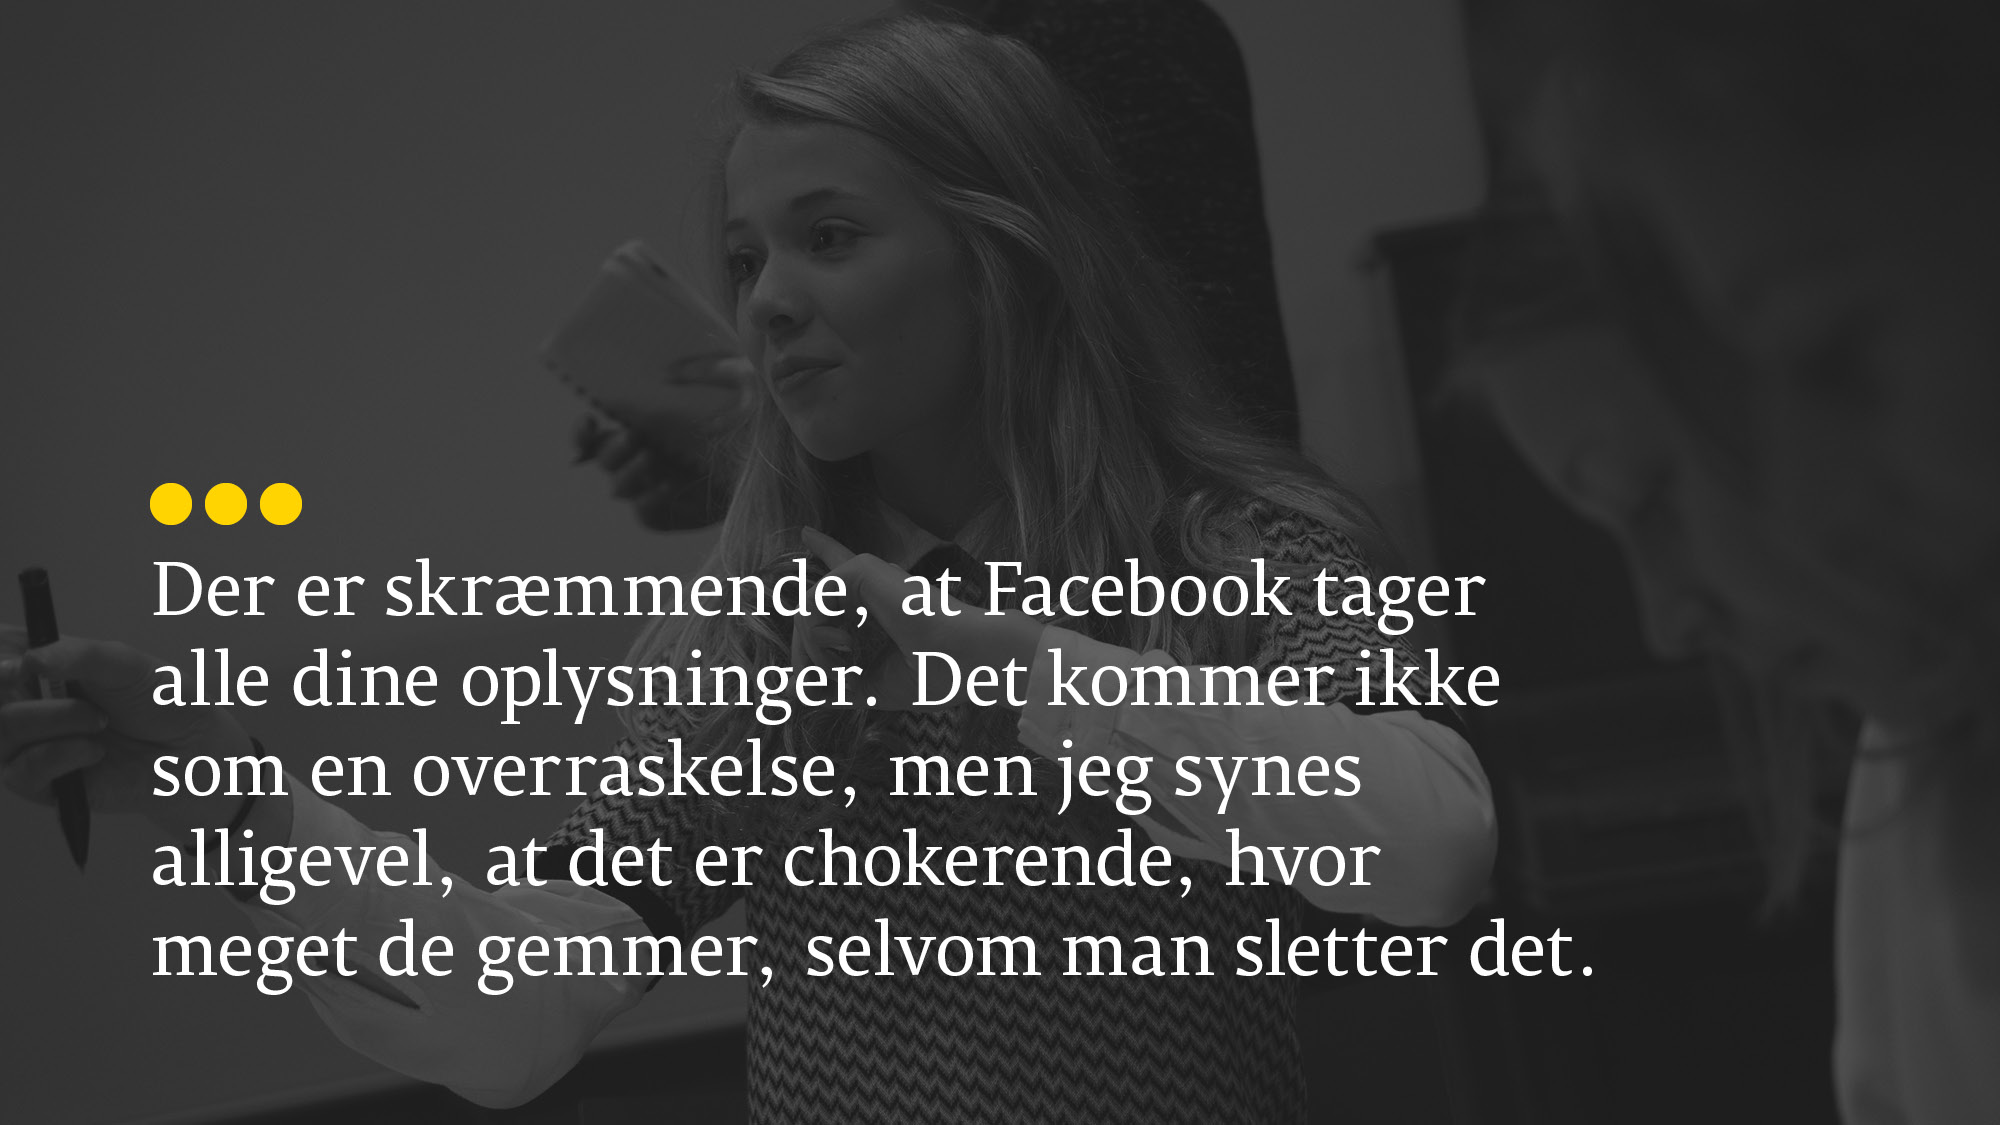 Der er skræmmende, at Facebook tager
alle dine oplysninger. Det kommer ikke
som en overraskelse, men jeg synes
alligevel, at det er chokerende, hvor
meget de gemmer, selvom man sletter det.